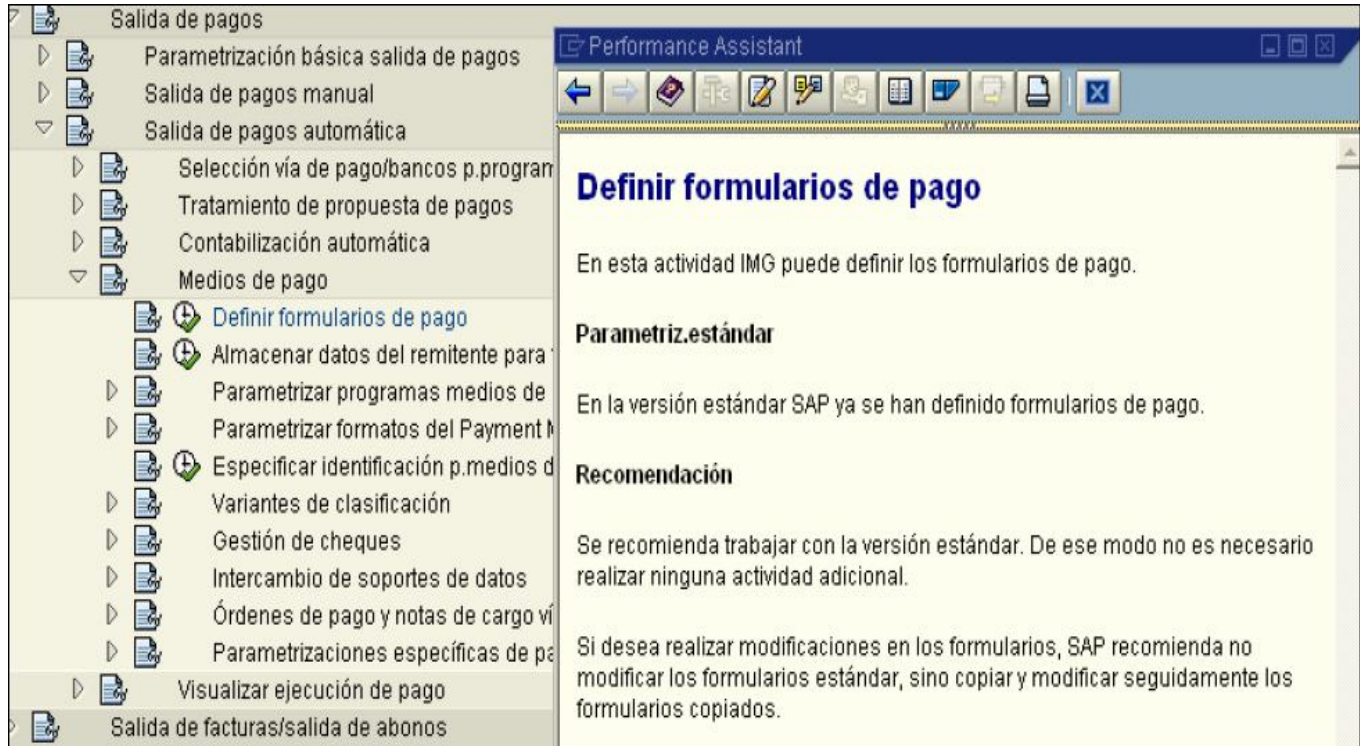 Salida de pagos
Parametrización básica salida de pagos
Salida de pagos manual
Salida de pagos automática
Selección vía de pago/bancos p.program
Tratamiento de propuesta de pagos
Contabilización automática
Medios de pago
Definir formularios de pago
Almacenar datos del remitente para
Parametrizar programas medios de
Parametrizar formatos del Payment M
Especificar identificación p.medios d
Variantes de clasificación
Gestión de cheques
Intercambio de soportes de datos
Órdenes de pago y notas de cargo ví
Parametrizaciones específicas de pa
Visualizar ejecución de pago
Salida de facturas/salida de abonos
Performance Assistant
Definir formularios de pago
En esta actividad IMG puede definir los formularios de pago.
Parametriz.estándar
En la versión estándar SAP ya se han definido formularios de pago.
Recomendación
Se recomienda trabajar con la versión estándar. De ese modo no es necesario
realizar ninguna actividad adicional.
Si desea realizar modificaciones en los formularios, SAP recomienda no
modificar los formularios estándar, sino copiar y modificar seguidamente los
formularios copiados.